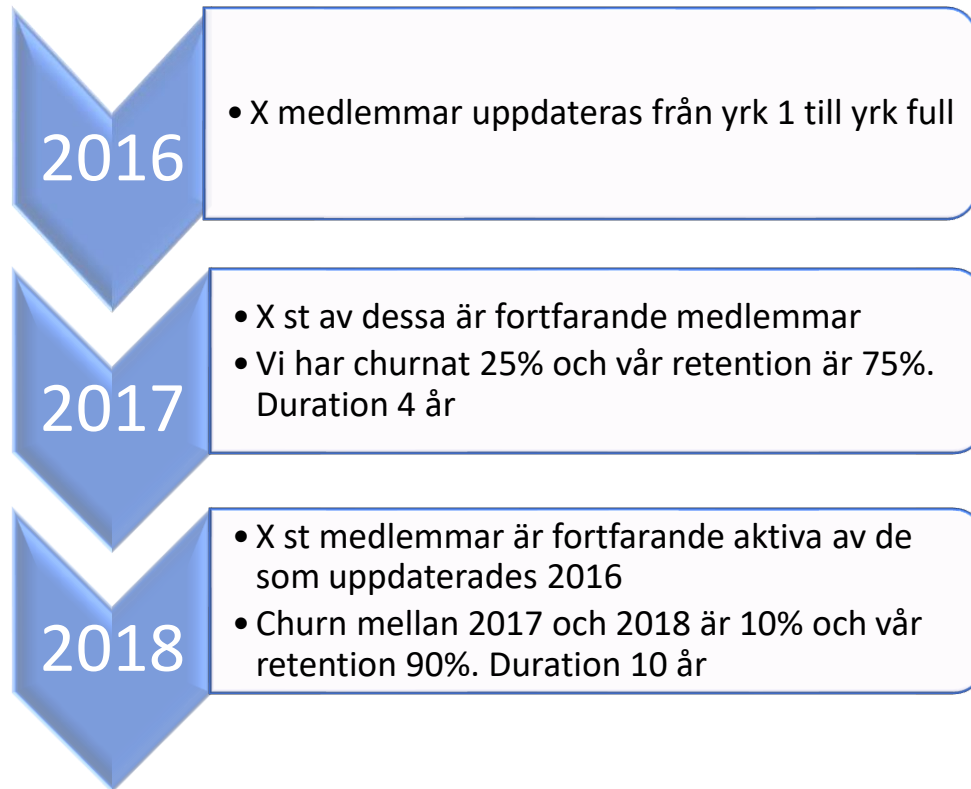 2016
• X medlemmar uppdateras från yrk 1 till yrk full
2017
• X st av dessa är fortfarande medlemmar
• Vi har churnat 25% och vår retention är 75%.
Duration 4 år
2018
• X st medlemmar är fortfarande aktiva av de
som uppdaterades 2016
• Churn mellan 2017 och 2018 är 10% och vår
retention 90%. Duration 10 år